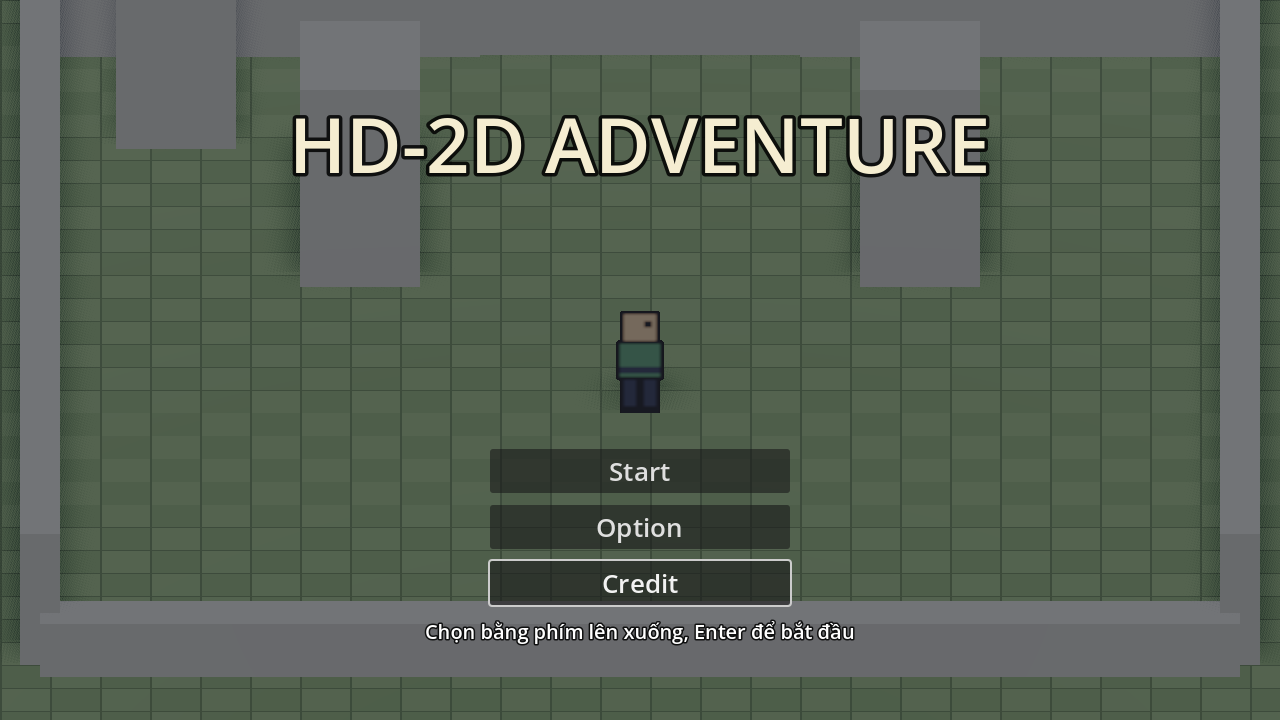 HD-2D ADVENTURE
Start
Option
Credit
Chọn bằng phím lên xuống, Enter để bắt đầu